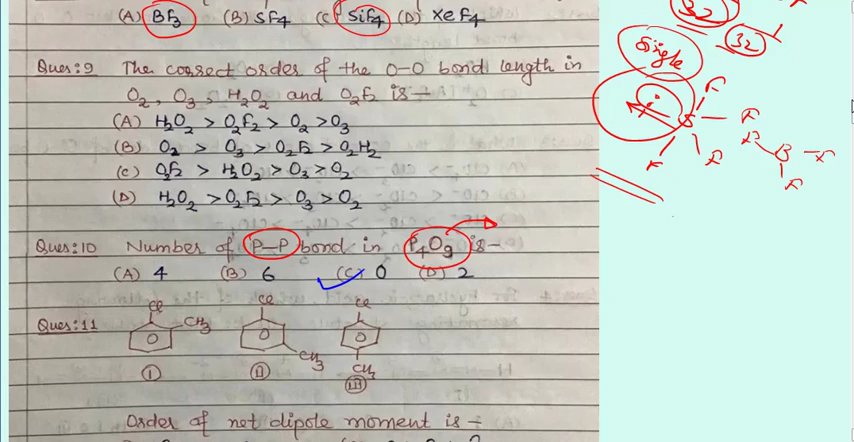 (A) BF3 (B) SF4 (C) SiF4 (D) XeF4
Ques:9 The correct order of the O-O bond length in
O2, O3, H2O2 and O2F2 is -
(A) H2O2 > O2F2 > O2 > O3
(B) O2 > O3 > O2F2 > O2H2
(C) O2F2 > H2O2 > O3 > O2
(D) H2O2 > O2F2 > O3 > O2
Ques:10 Number of P-P bond in P4O9 is -
(A) 4 (B) 6 (C) 0 (D) 2
Ques:11
Cl CH3
Cl CH3
Cl CH3
I II III
Order of net dipole moment is -
32
32
Single
S F F F F
B F F F